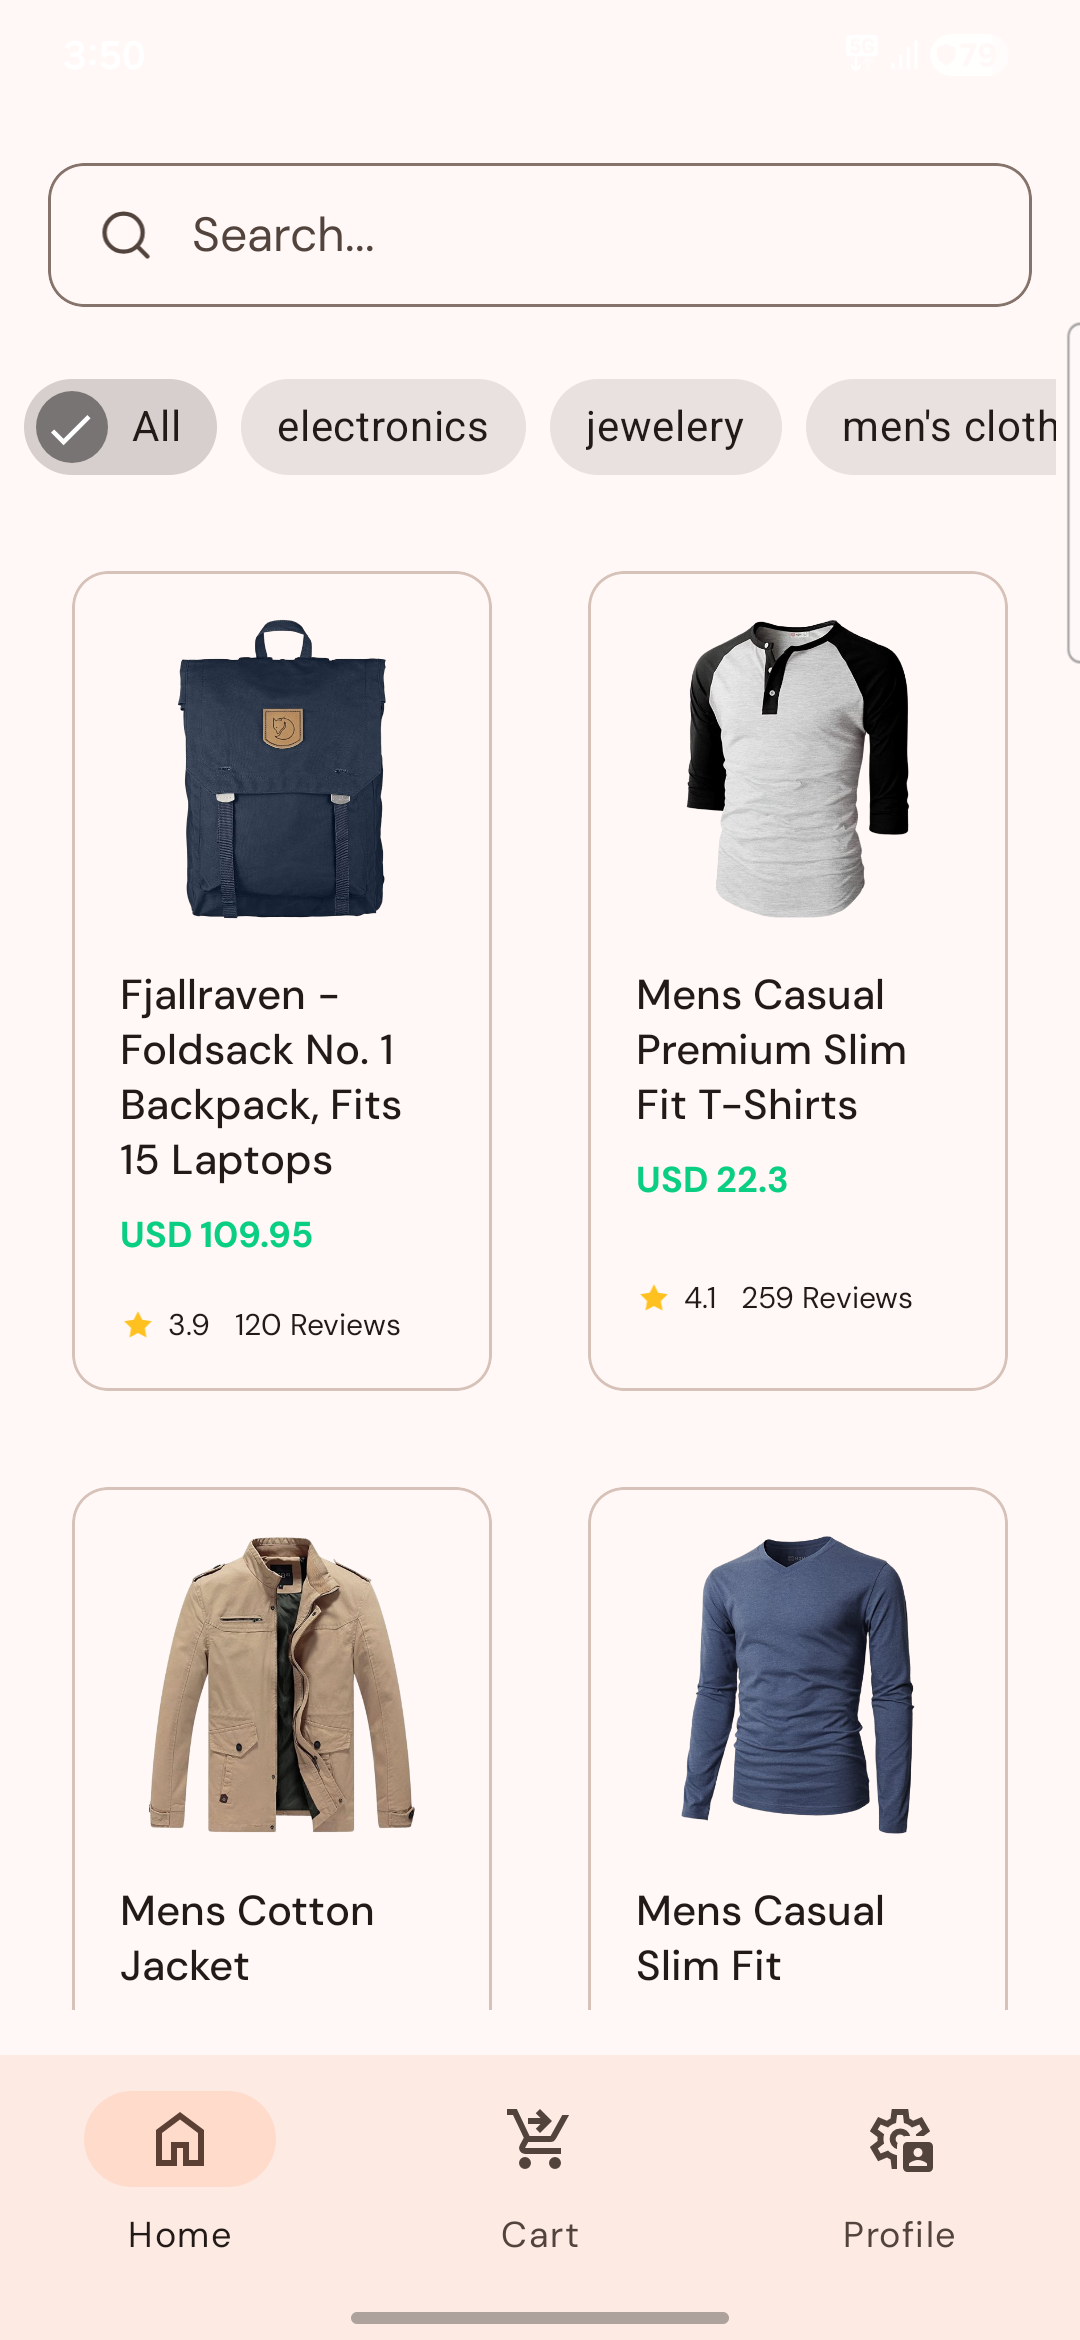 3:50
5G
79
Search...
All
electronics
jewelery
men's cloth
Fjallraven -
Foldsack No. 1
Backpack, Fits
15 Laptops
USD 109.95
3.9 120 Reviews
Mens Casual
Premium Slim
Fit T-Shirts
USD 22.3
4.1 259 Reviews
Mens Cotton
Jacket
Mens Casual
Slim Fit
Home
Cart
Profile